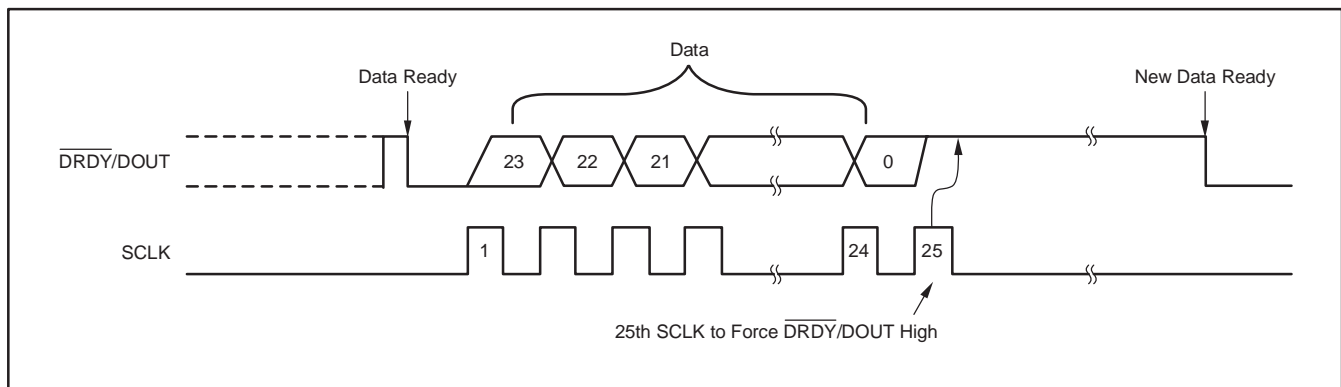 Data
Data Ready
New Data Ready
DRDY/DOUT
23 22 21 0
SCLK
1 24 25
25th SCLK to Force DRDY/DOUT High